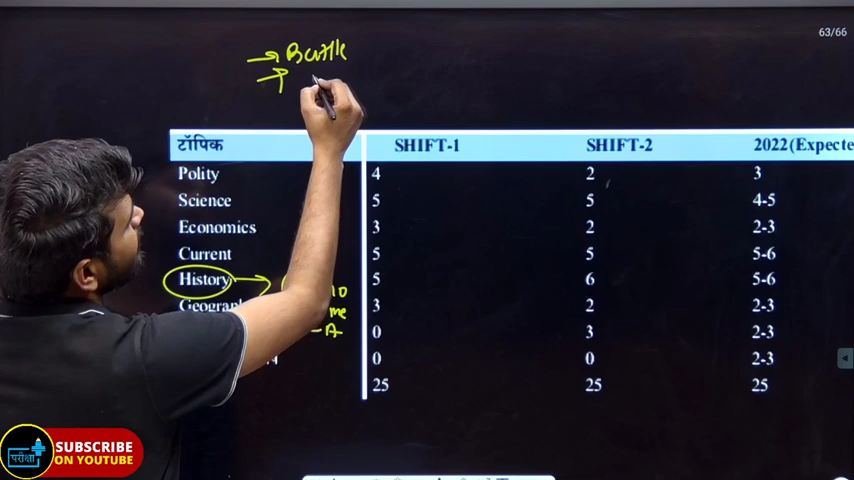 63/66
→ Battle
→
टॉपिक SHIFT-1 SHIFT-2 2022(Expecte
Polity 4 2 3
Science 5 5 4-5
Economics 3 2 2-3
Current 5 5 5-6
History 5 6 5-6
Geograph 3 2 2-3
me
- A 0 3 2-3
0 0 2-3
25 25 25
परीक्षा
SUBSCRIBE
ON YOUTUBE